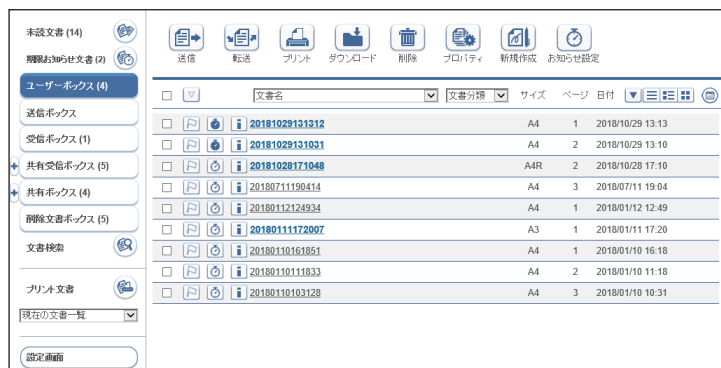 未読文書 (14)
期限お知らせ文書 (2)
ユーザーボックス (4)
送信ボックス
受信ボックス (1)
共有受信ボックス (5)
共有ボックス (4)
削除文書ボックス (5)
文書検索
プリント文書
現在の文書一覧
設定画面
送信 転送 プリント ダウンロード 削除 プロパティ 新規作成 お知らせ設定
文書名 文書分類 サイズ ページ 日付
20181029131312 A4 1 2018/10/29 13:13
20181029131031 A4 2 2018/10/29 13:10
20181028171048 A4R 2 2018/10/28 17:10
20180711190414 A4 3 2018/07/11 19:04
20180112124934 A4 1 2018/01/12 12:49
20180111172007 A3 1 2018/01/11 17:20
20180110161851 A4 1 2018/01/10 16:18
20180110111833 A4 2 2018/01/10 11:18
20180110103128 A4 3 2018/01/10 10:31